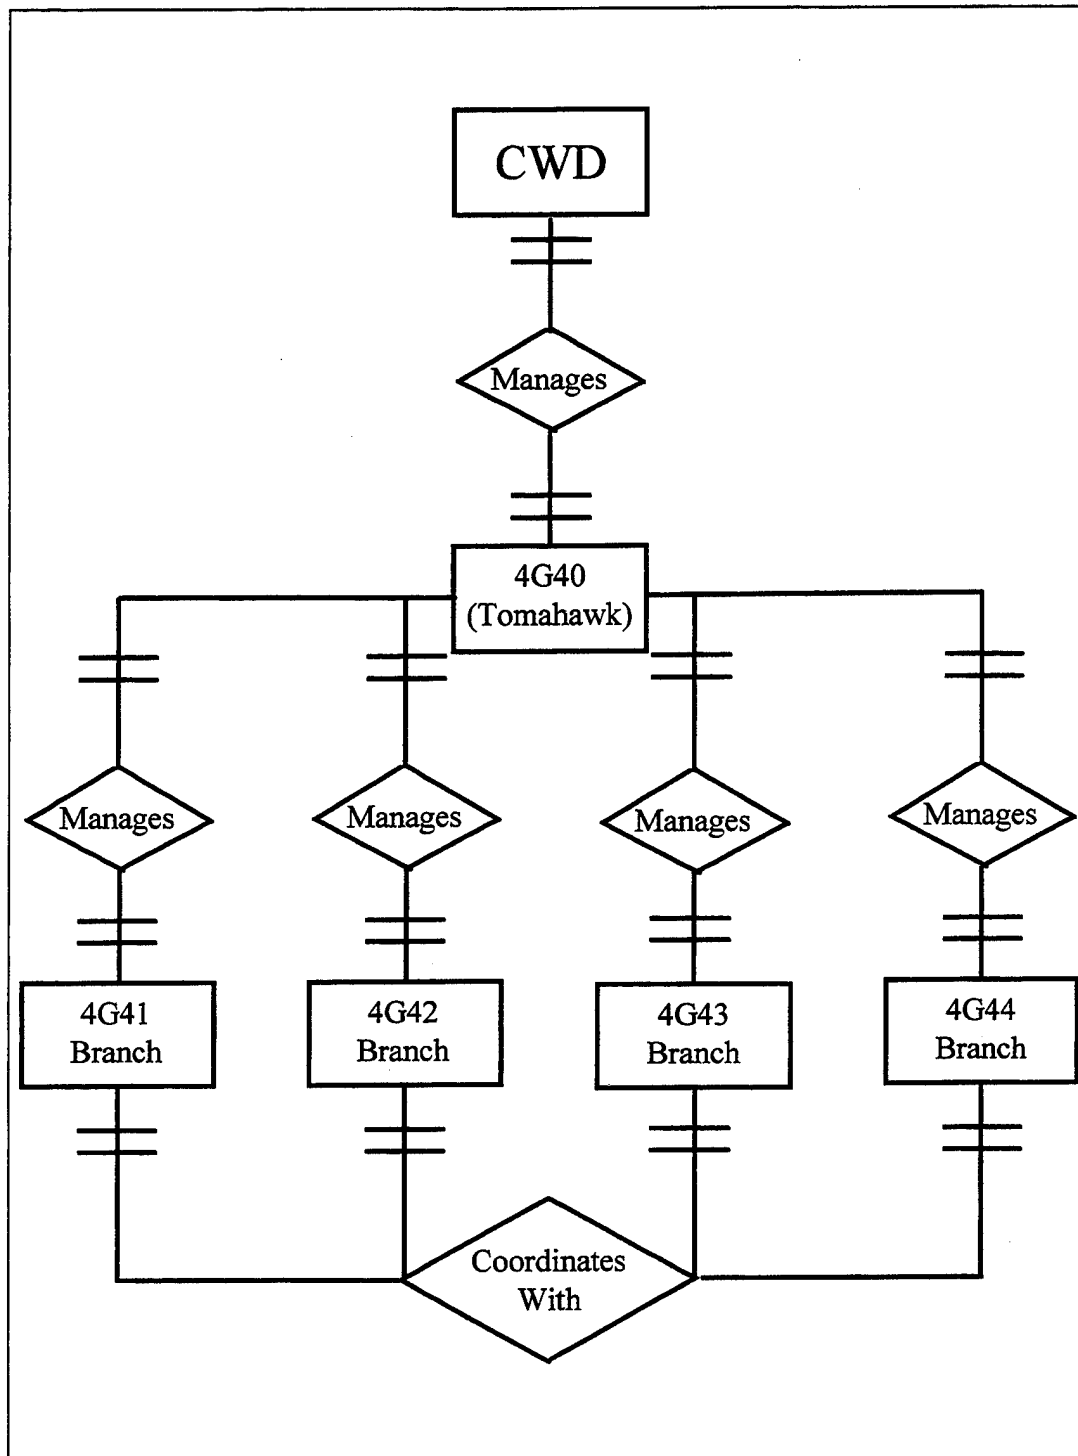 CWD
Manages
4G40
(Tomahawk)
Manages
Manages
Manages
Manages
4G41
Branch
4G42
Branch
4G43
Branch
4G44
Branch
Coordinates
With